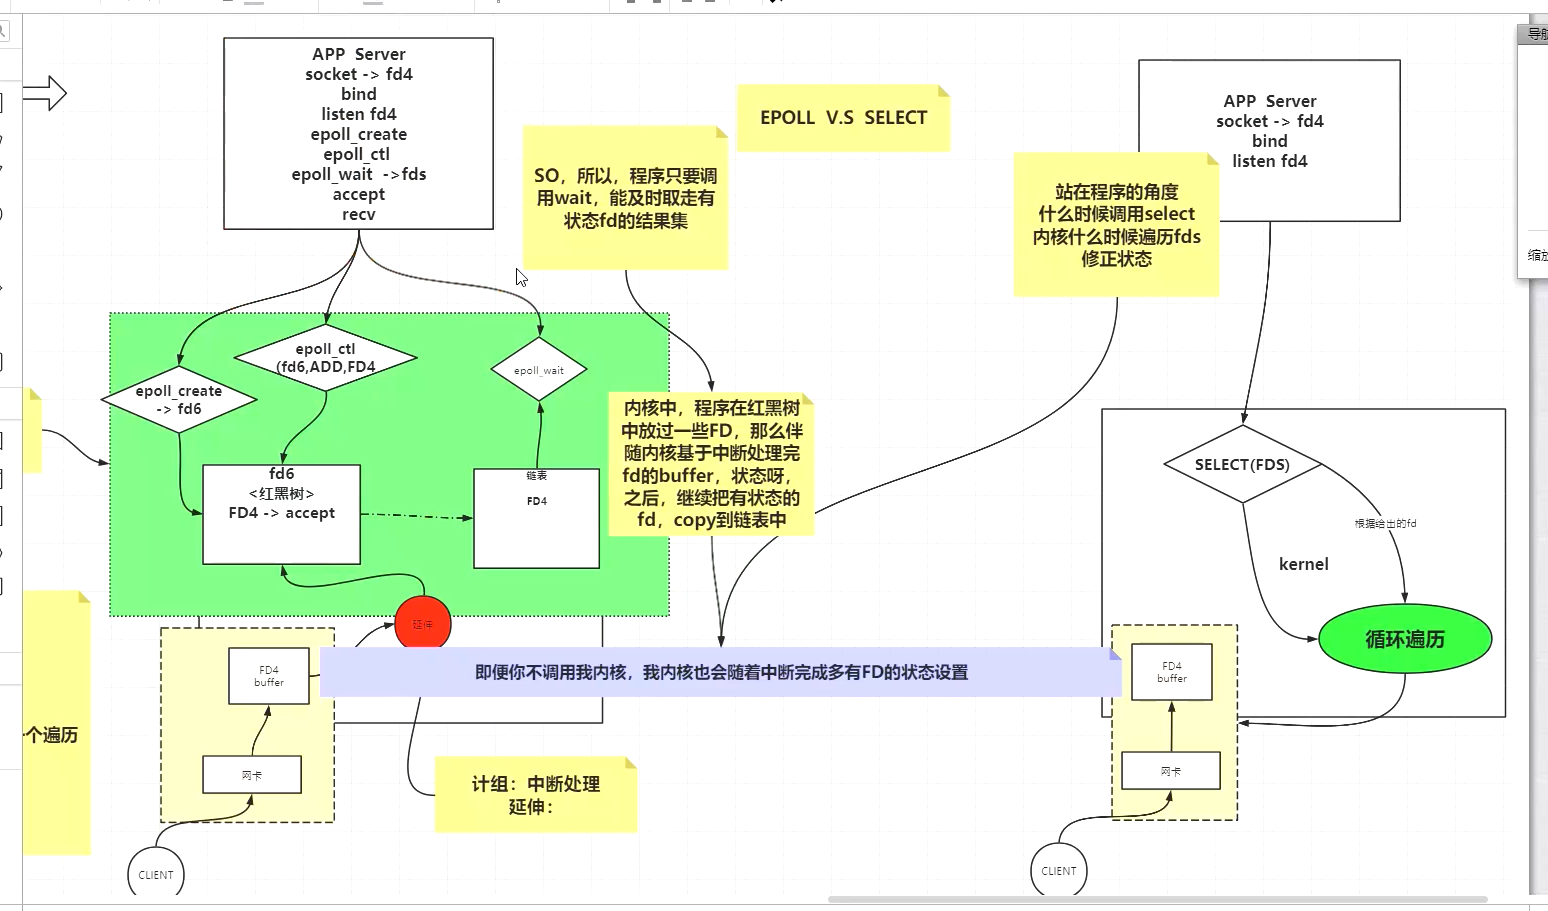 APP  Server
socket -> fd4
bind
listen fd4
epoll_create
epoll_ctl
epoll_wait  ->fds
accept
recv
SO，所以，程序只要调
用wait，能及时取走有
状态fd的结果集
EPOLL  V.S  SELECT
站在程序的角度
什么时候调用select
内核什么时候遍历fds
修正状态
APP  Server
socket -> fd4
bind
listen fd4
缩放
epoll_create
-> fd6
epoll_ctl
(fd6,ADD,FD4
epoll_wait
fd6
<红黑树>
FD4 -> accept
链表
FD4
内核中，程序在红黑树
中放过一些FD，那么伴
随内核基于中断处理完
fd的buffer，状态呀，
之后，继续把有状态的
fd，copy到链表中
SELECT(FDS)
根据给出的fd
kernel
循环遍历
延伸
即便你不调用我内核，我内核也会随着中断完成多有FD的状态设置
FD4
buffer
网卡
CLIENT
计组：中断处理
延伸：
个遍历
FD4
buffer
网卡
CLIENT